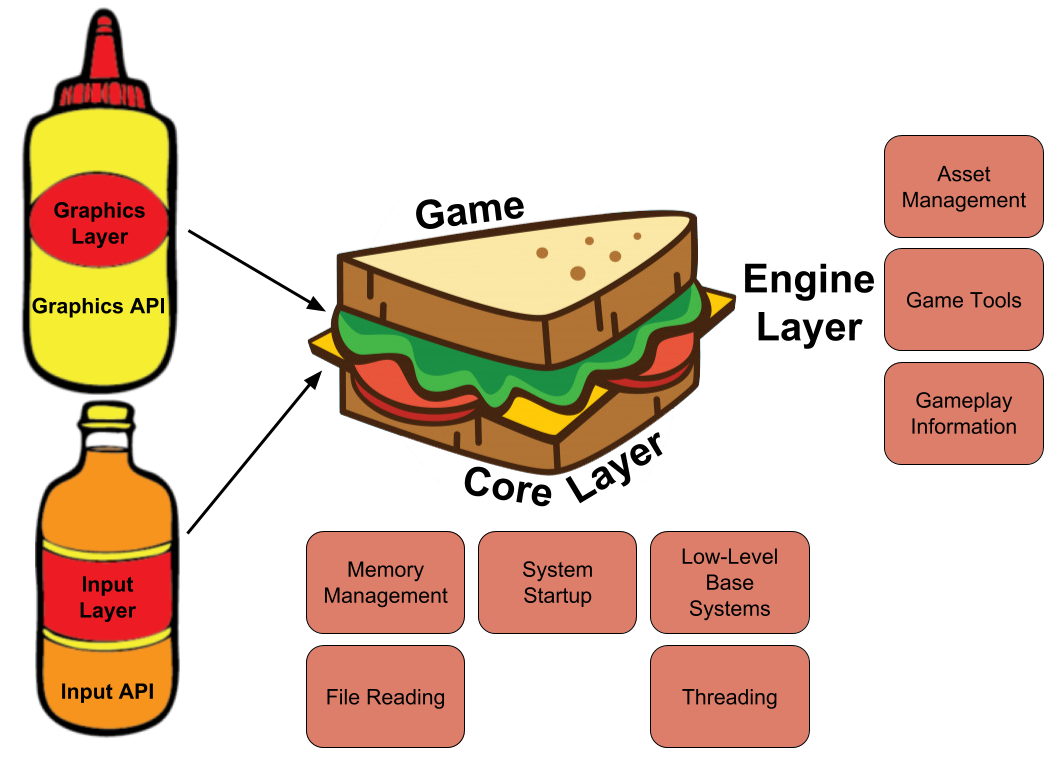 Graphics
Layer
Graphics API
Input
Layer
Input API
Game
Engine
Layer
Core Layer
Asset
Management
Game Tools
Gameplay
Information
Memory
Management
System
Startup
Low-Level
Base
Systems
File Reading
Threading